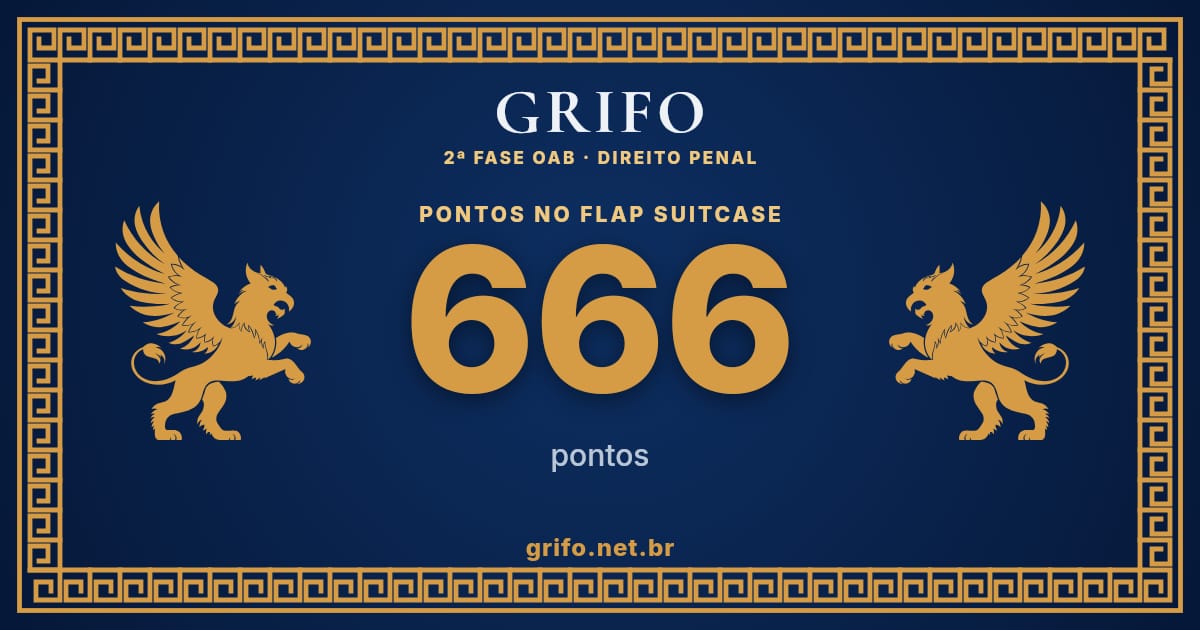 GRIFO
2ª FASE OAB · DIREITO PENAL
PONTOS NO FLAP SUITCASE
666
pontos
grifo.net.br